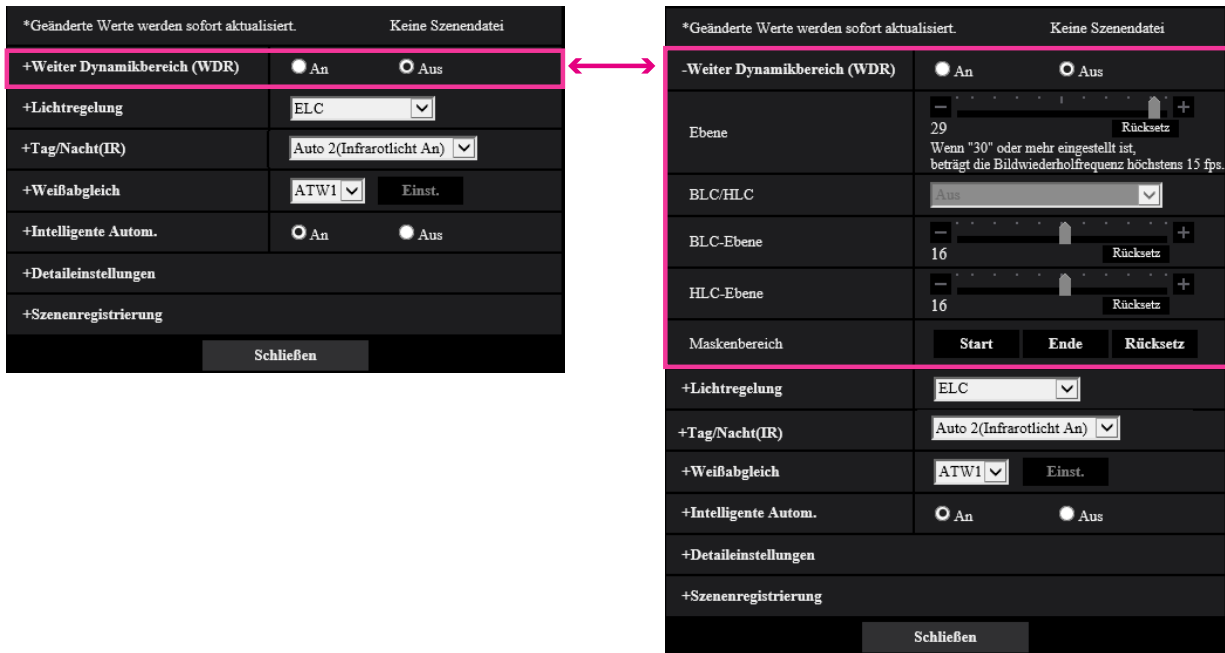 *Geänderte Werte werden sofort aktualisiert. Keine Szenendatei
+Weiter Dynamikbereich (WDR) An Aus
+Lichtregelung ELC
+Tag/Nacht(IR) Auto 2(Infrarotlicht An)
+Weißabgleich ATW1 Einst.
+Intelligente Autom. An Aus
+Detaileinstellungen
+Szenenregistrierung
Schließen
*Geänderte Werte werden sofort aktualisiert. Keine Szenendatei
-Weiter Dynamikbereich (WDR) An Aus
Ebene
29 Rücksetz
Wenn "30" oder mehr eingestellt ist,
beträgt die Bildwiederholfrequenz höchstens 15 fps.
BLC/HLC Aus
BLC-Ebene
16 Rücksetz
HLC-Ebene
16 Rücksetz
Maskenbereich Start Ende Rücksetz
+Lichtregelung ELC
+Tag/Nacht(IR) Auto 2(Infrarotlicht An)
+Weißabgleich ATW1 Einst.
+Intelligente Autom. An Aus
+Detaileinstellungen
+Szenenregistrierung
Schließen